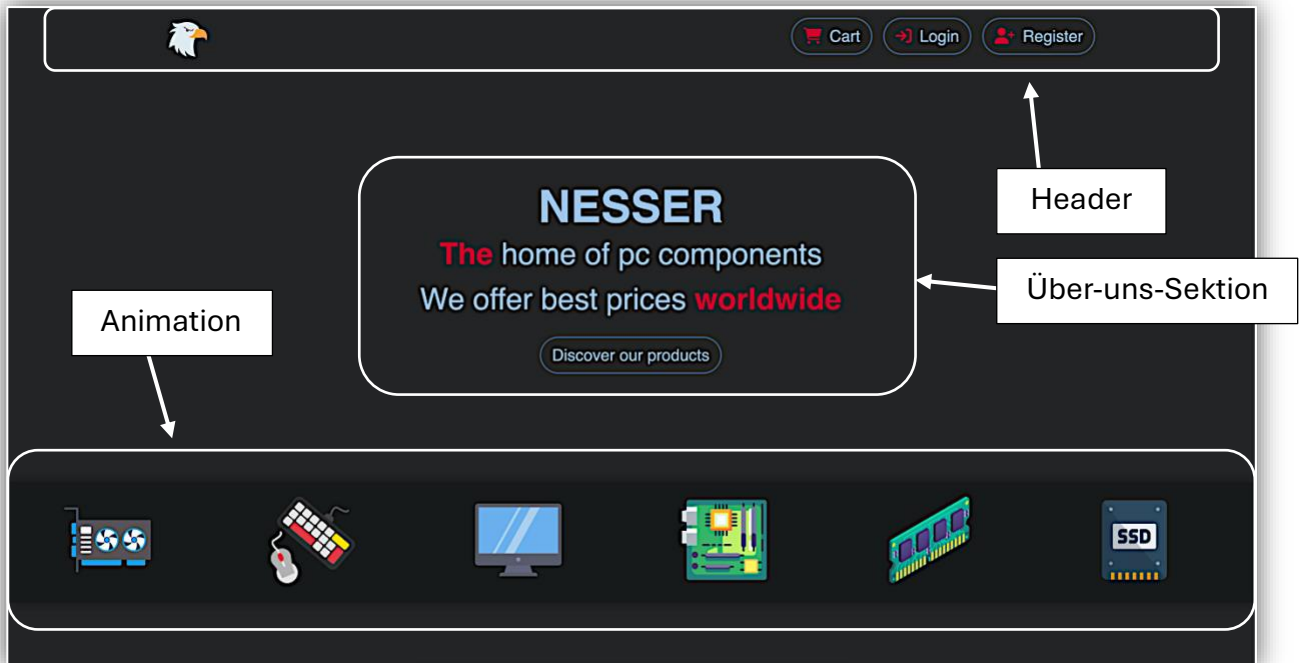 Cart Login Register
Header
NESSER
The home of pc components
We offer best prices worldwide
Discover our products
Über-uns-Sektion
Animation
SSD